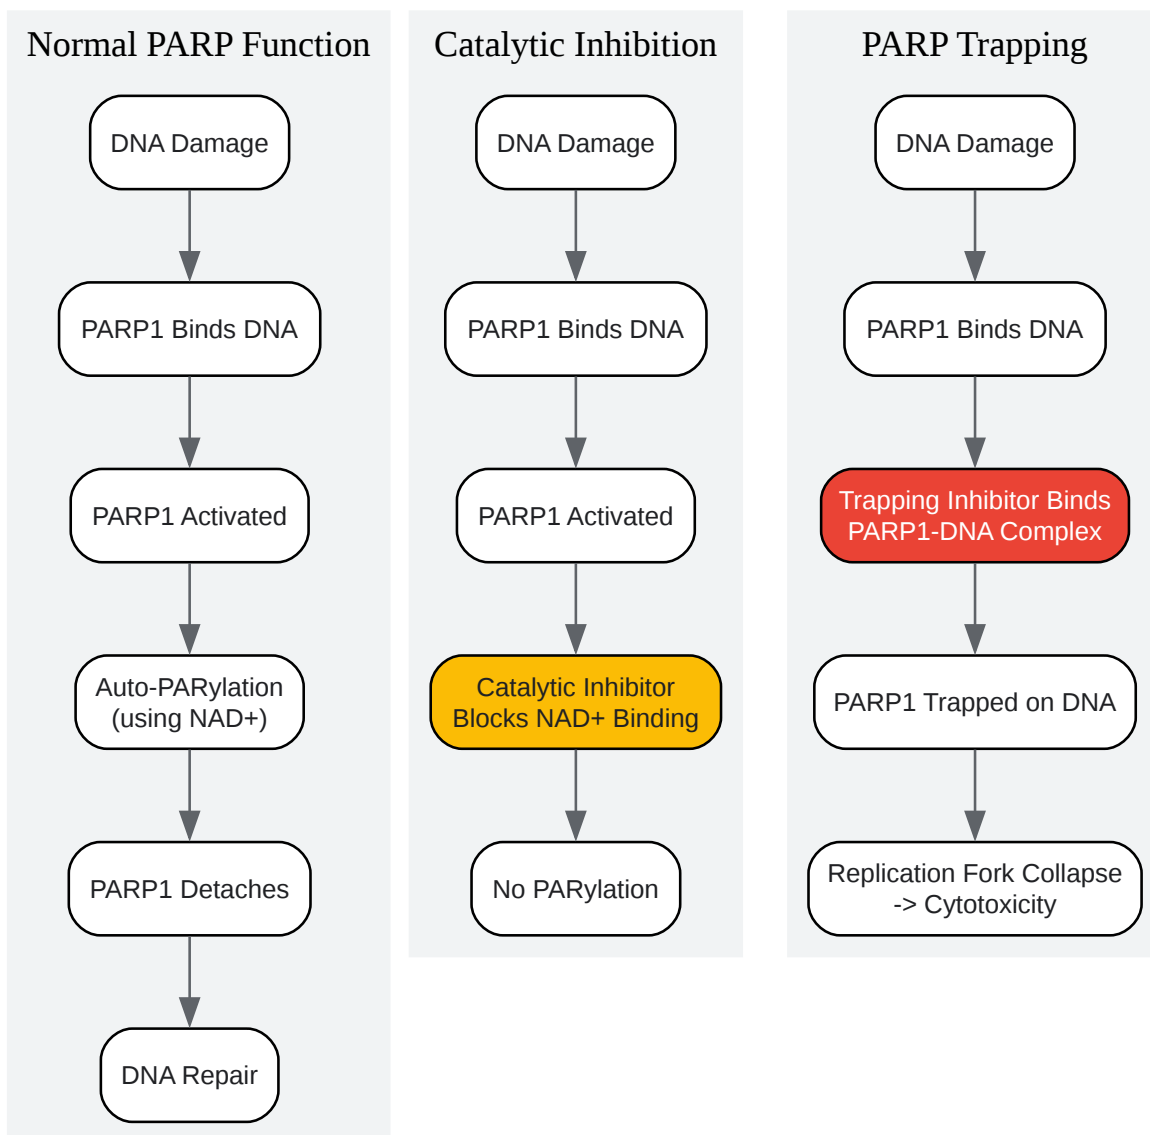 Normal PARP Function
DNA Damage
PARP1 Binds DNA
PARP1 Activated
Auto-PARylation
(using NAD+)
PARP1 Detaches
DNA Repair
Catalytic Inhibition
DNA Damage
PARP1 Binds DNA
PARP1 Activated
Catalytic Inhibitor
Blocks NAD+ Binding
No PARylation
PARP Trapping
DNA Damage
PARP1 Binds DNA
Trapping Inhibitor Binds
PARP1-DNA Complex
PARP1 Trapped on DNA
Replication Fork Collapse
-> Cytotoxicity